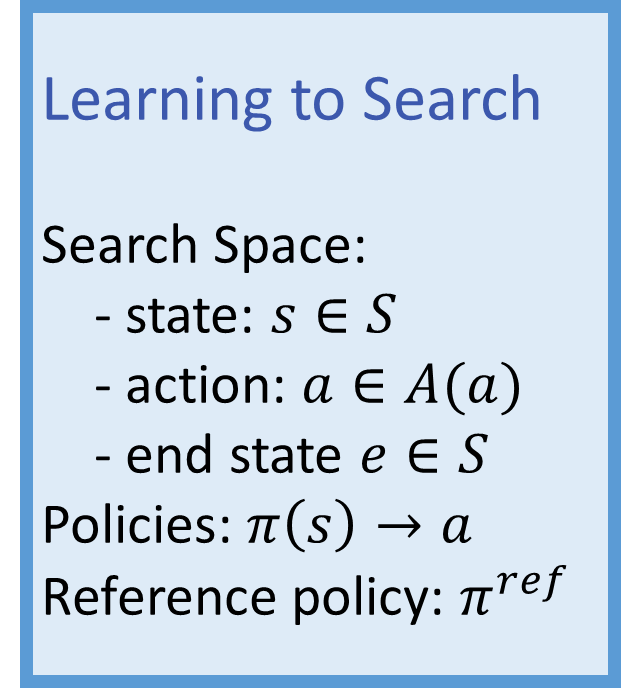 Learning to Search
Search Space:
- state: s ∈ S
- action: a ∈ A(a)
- end state e ∈ S
Policies: π(s) → a
Reference policy: π^ref